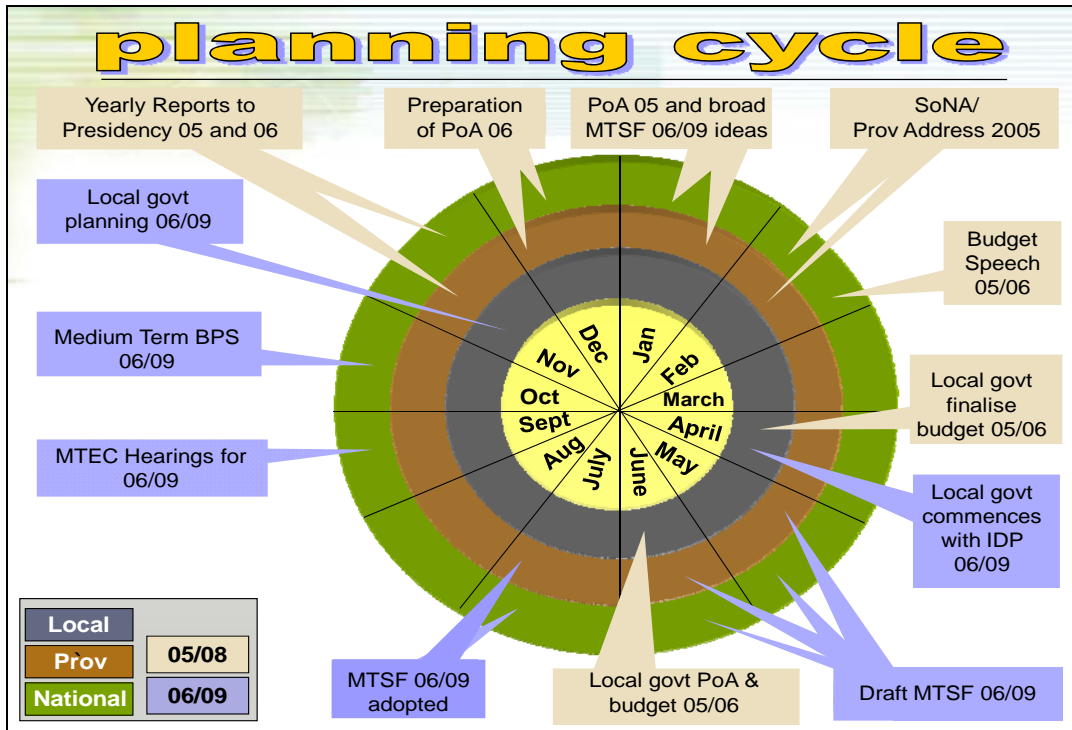 planning cycle
Yearly Reports to
Presidency 05 and 06
Preparation
of PoA 06
PoA 05 and broad
MTSF 06/09 ideas
SoNA/
Prov Address 2005
Local govt
planning 06/09
Budget
Speech
05/06
Medium Term BPS
06/09
Local govt
finalise
budget 05/06
MTEC Hearings for
06/09
Local govt
commences
with IDP
06/09
Jan
Feb
March
April
May
June
July
Aug
Sept
Oct
Nov
Dec
MTSF 06/09
adopted
Local govt PoA &
budget 05/06
Draft MTSF 06/09
Local
Pròv
National
05/08
06/09